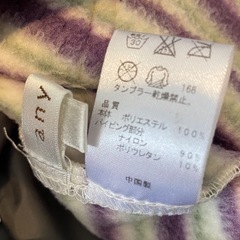 any
30
166
タンブラー乾燥禁止。
品質
本体 ポリエステル
100%
パイピング部分
ナイロン 90%
ポリウレタン 10%
中国製